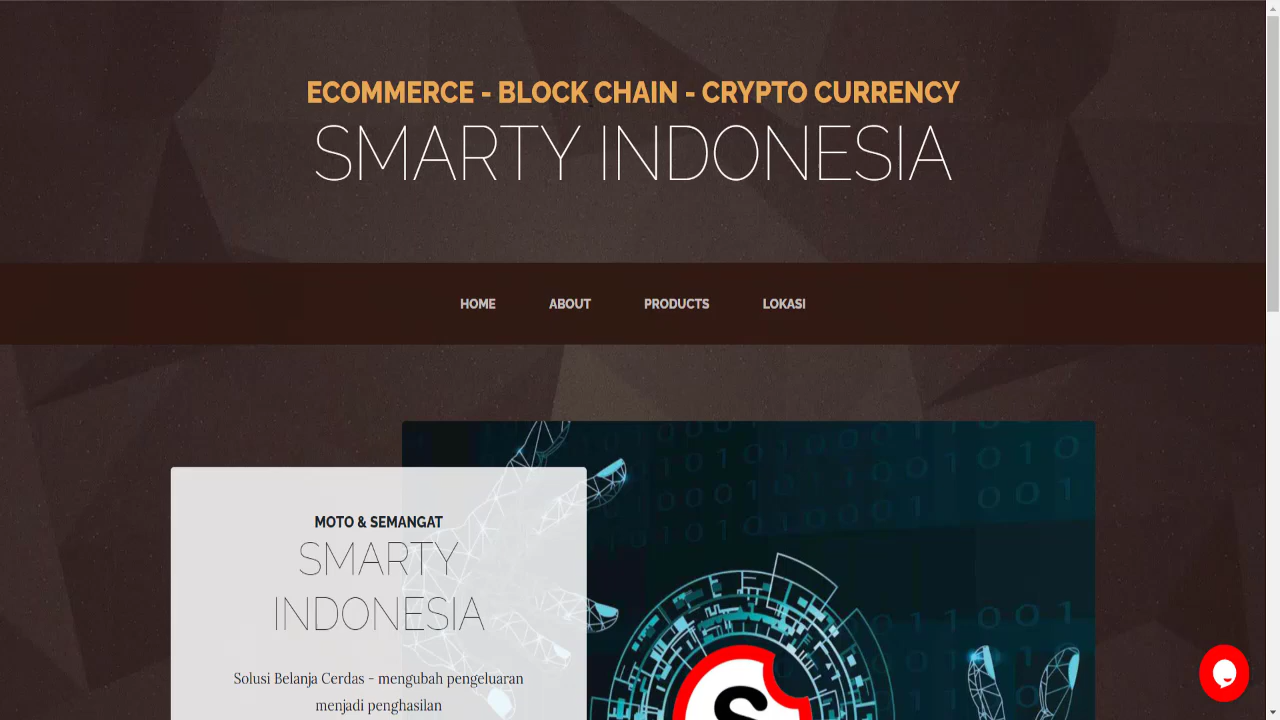 ECOMMERCE - BLOCK CHAIN - CRYPTO CURRENCY
SMARTY INDONESIA
HOME
ABOUT
PRODUCTS
LOKASI
MOTO & SEMANGAT
SMARTY
INDONESIA
Solusi Belanja Cerdas - mengubah pengeluaran
menjadi penghasilan
S